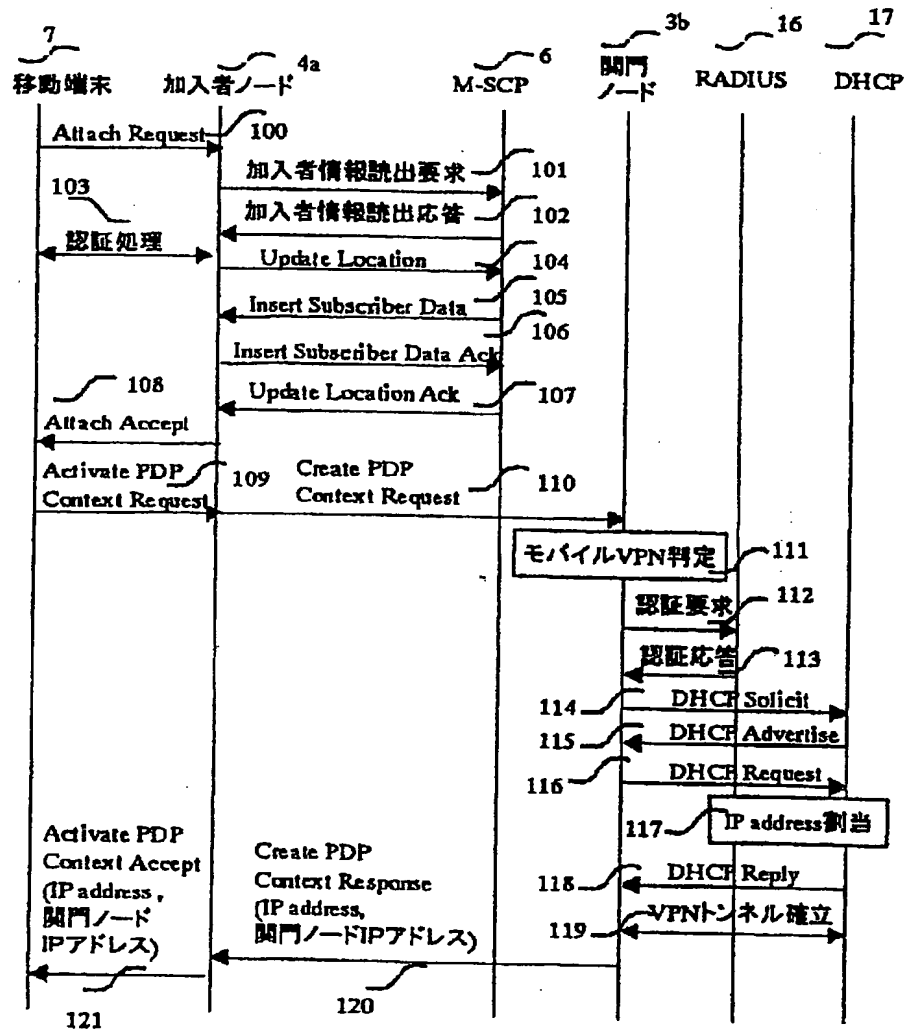 7
4a
6
3b
16
17
移動端末
加入者ノード
M-SCP
関門
ノード
RADIUS
DHCP
Attach Request
100
加入者情報読出要求
101
103
加入者情報読出応答
102
認証処理
Update Location
104
Insert Subscriber Data
105
106
Insert Subscriber Data Ack
108
Update Location Ack
107
Attach Accept
Activate PDP
Context Request
109
Create PDP
Context Request
110
モバイルVPN判定
111
認証要求
112
認証応答
113
114
DHCP Solicit
115
DHCP Advertise
116
DHCP Request
117
IP address割当
118
DHCP Reply
119
VPNトンネル確立
Activate PDP
Context Accept
(IP address,
関門ノード
IPアドレス)
Create PDP
Context Response
(IP address,
関門ノードIPアドレス)
120
121